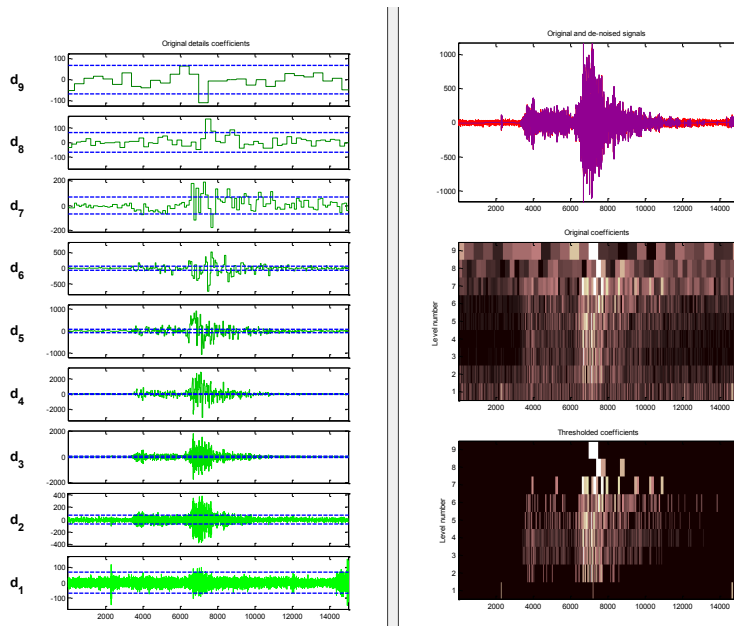 Original details coefficients
d9
100
0
-100
d8
100
0
-100
d7
200
0
-200
d6
500
0
-500
d5
1000
0
-1000
d4
2000
0
-2000
d3
2000
0
-2000
d2
400
200
0
-200
-400
d1
100
0
-100
2000 4000 6000 8000 10000 12000 14000
Original and de-noised signals
1000
500
0
-500
-1000
2000 4000 6000 8000 10000 12000 14000
Original coefficients
Level number
9
8
7
6
5
4
3
2
1
2000 4000 6000 8000 10000 12000 14000
Thresholded coefficients
Level number
9
8
7
6
5
4
3
2
1
2000 4000 6000 8000 10000 12000 14000